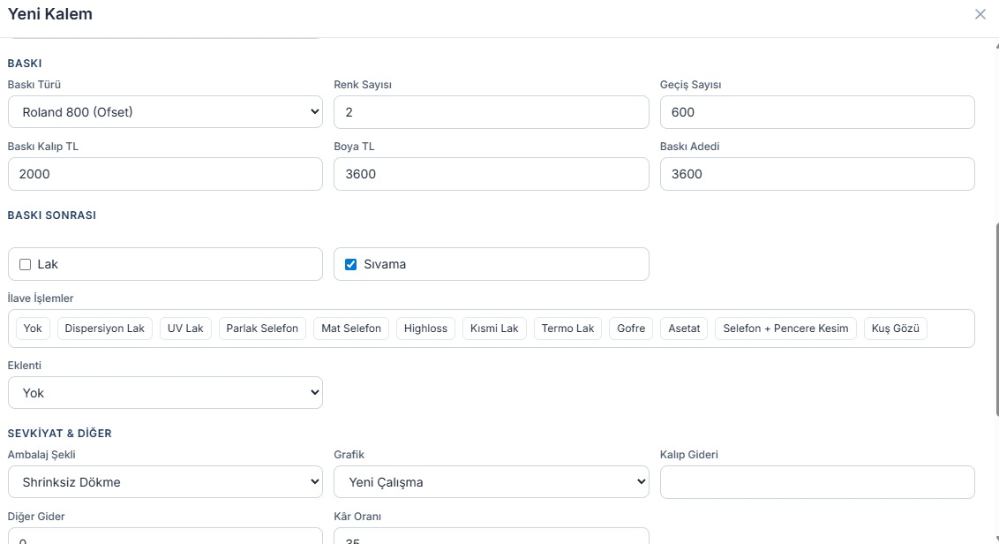 Yeni Kalem
BASKI
Baskı Türü Renk Sayısı Geçiş Sayısı
Roland 800 (Ofset) 2 600
Baskı Kalıp TL Boya TL Baskı Adedi
2000 3600 3600
BASKI SONRASI
Lak Sıvama
İlave İşlemler
Yok Dispersiyon Lak UV Lak Parlak Selefon Mat Selefon Highloss Kısmi Lak Termo Lak Gofre Asetat Selefon + Pencere Kesim Kuş Gözü
Eklenti
Yok
SEVKİYAT & DİĞER
Ambalaj Şekli Grafik Kalıp Gideri
Shrinksiz Dökme Yeni Çalışma
Diğer Gider Kâr Oranı
0 35